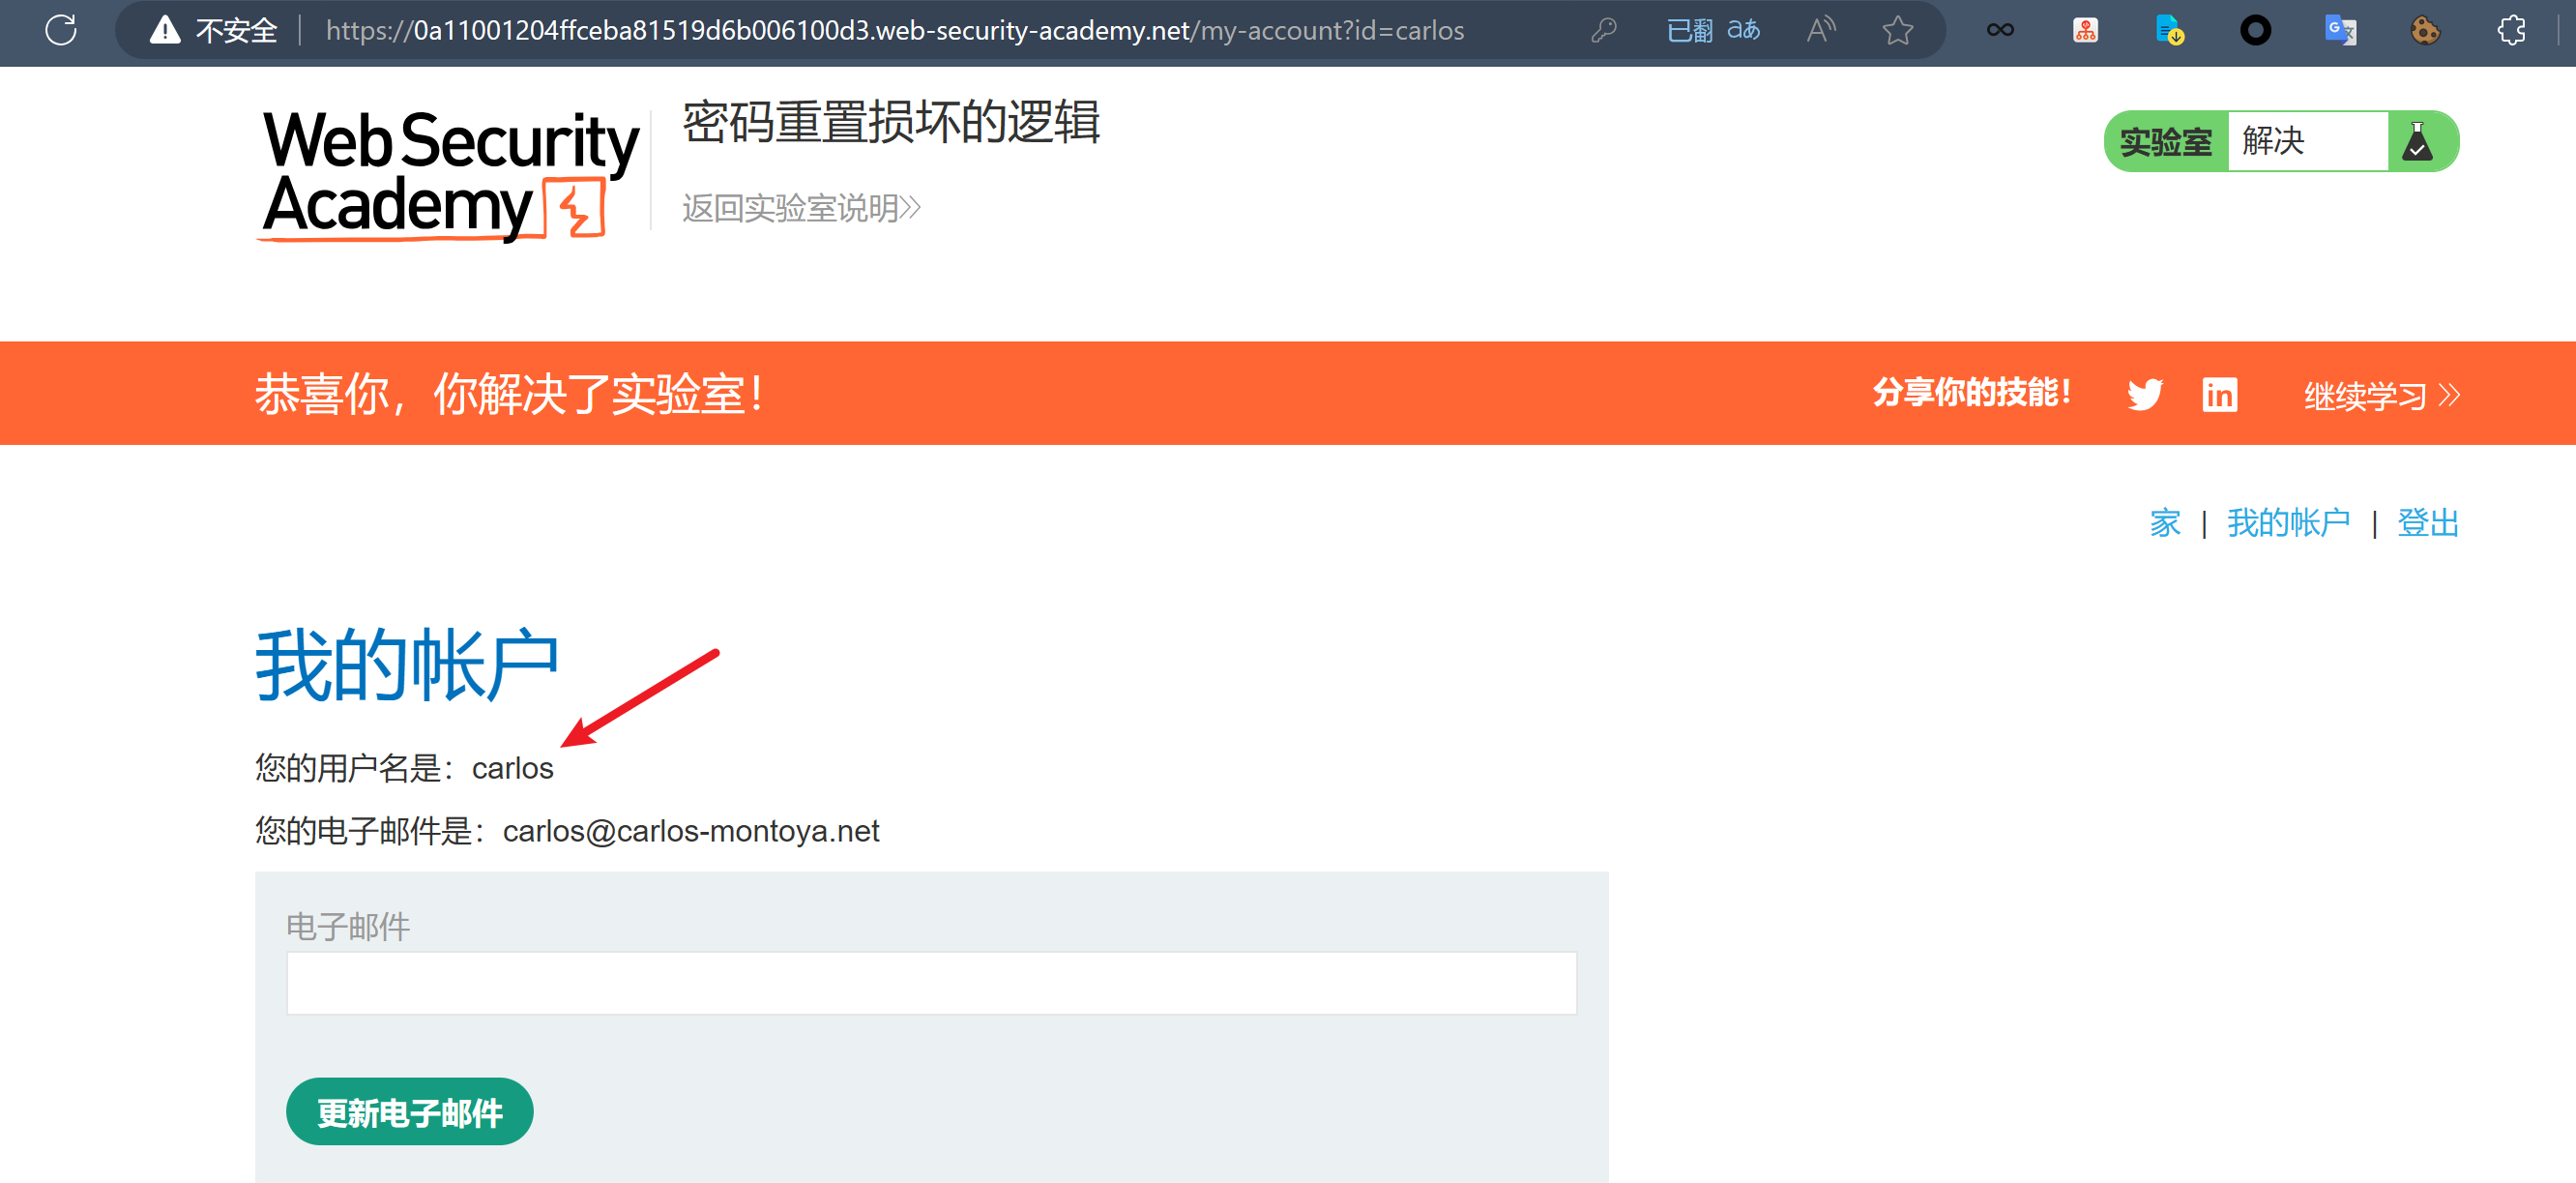 不安全 https://0a11001204ffceba81519d6b006100d3.web-security-academy.net/my-account?id=carlos 已翻 aあ
Web Security
Academy
密码重置损坏的逻辑
返回实验室说明
实验室 解决
恭喜你，你解决了实验室！
分享你的技能！ 继续学习
家 | 我的帐户 | 登出
我的帐户
您的用户名是：carlos
您的电子邮件是：carlos@carlos-montoya.net
电子邮件
更新电子邮件